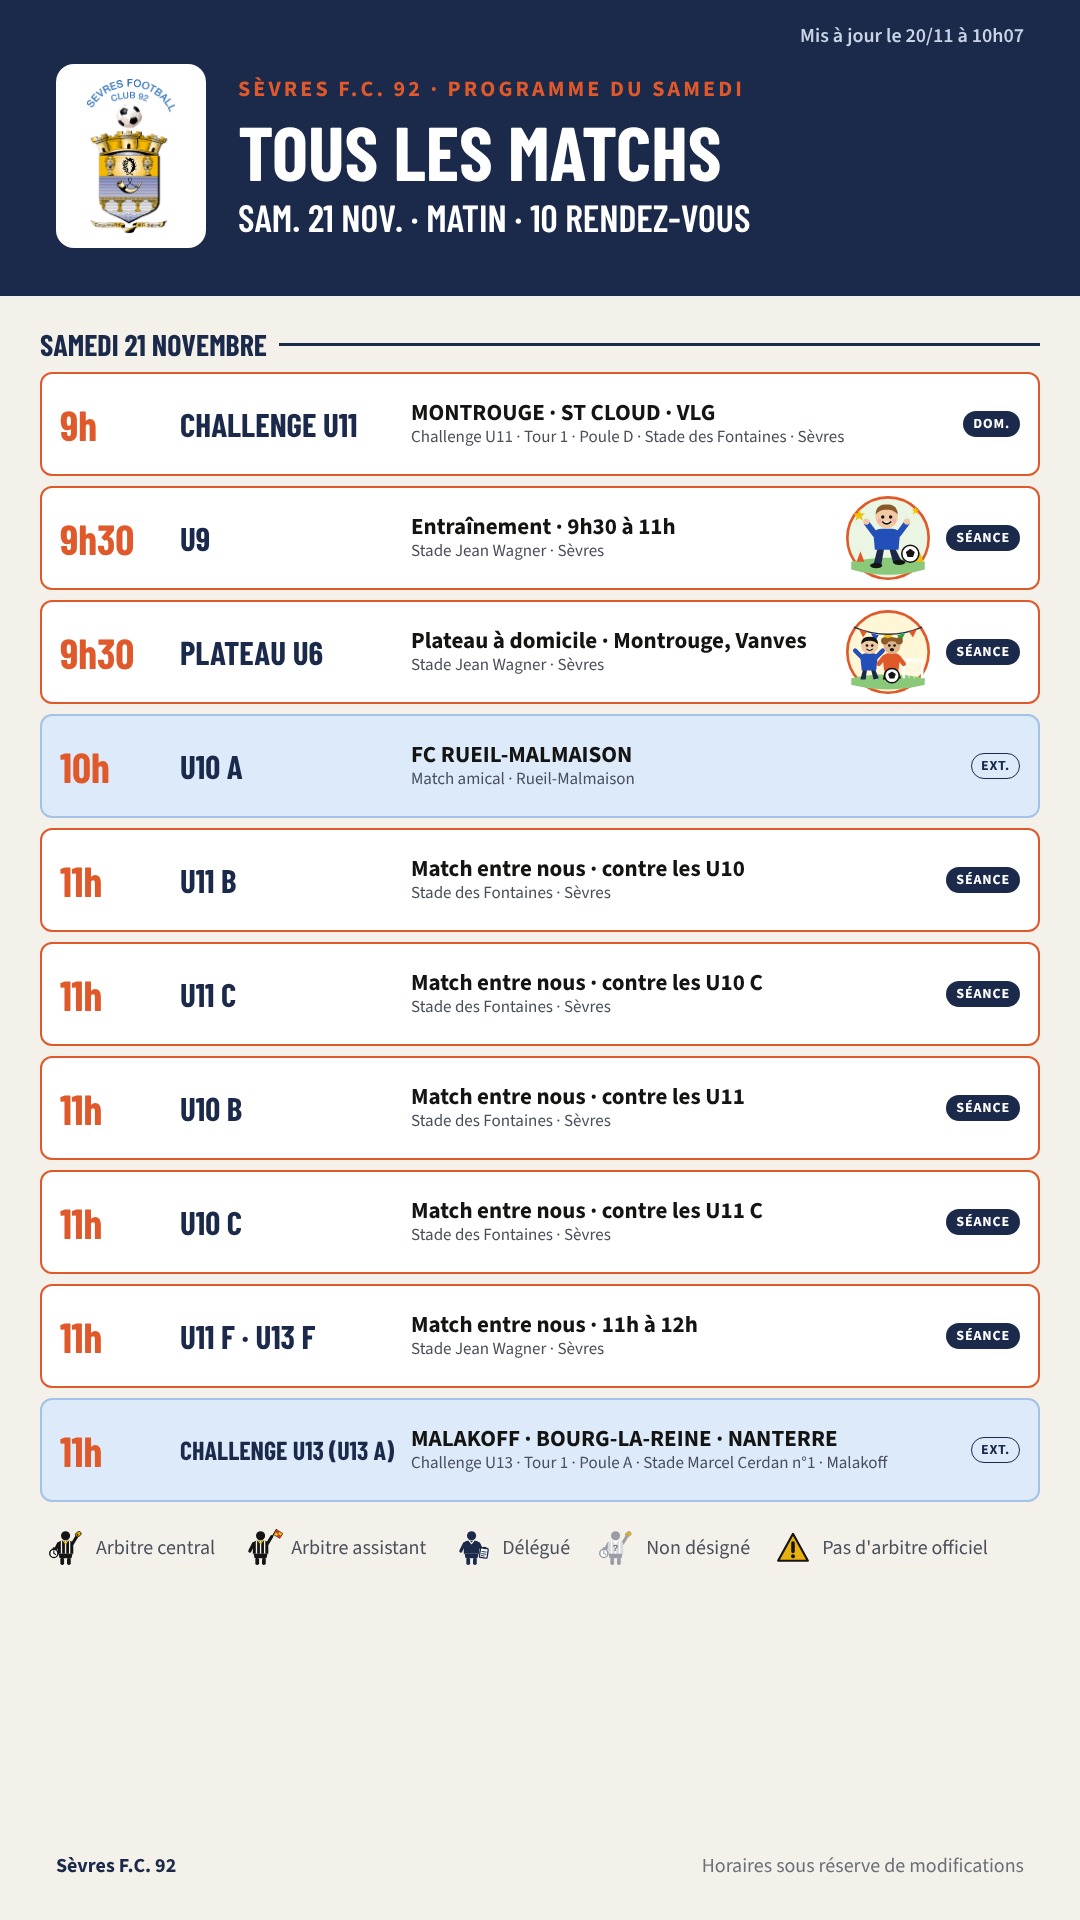 Mis à jour le 20/11 à 10h07
SEVRES FOOTBALL
CLUB 92
SÈVRES F.C. 92 · PROGRAMME DU SAMEDI
TOUS LES MATCHS
SAM. 21 NOV. · MATIN · 10 RENDEZ-VOUS
SAMEDI 21 NOVEMBRE
9h
CHALLENGE U11
MONTROUGE · ST CLOUD · VLG
Challenge U11 · Tour 1 · Poule D · Stade des Fontaines · Sèvres
DOM.
9h30
U9
Entraînement · 9h30 à 11h
Stade Jean Wagner · Sèvres
SÉANCE
9h30
PLATEAU U6
Plateau à domicile · Montrouge, Vanves
Stade Jean Wagner · Sèvres
SÉANCE
10h
U10 A
FC RUEIL-MALMAISON
Match amical · Rueil-Malmaison
EXT.
11h
U11 B
Match entre nous · contre les U10
Stade des Fontaines · Sèvres
SÉANCE
11h
U11 C
Match entre nous · contre les U10 C
Stade des Fontaines · Sèvres
SÉANCE
11h
U10 B
Match entre nous · contre les U11
Stade des Fontaines · Sèvres
SÉANCE
11h
U10 C
Match entre nous · contre les U11 C
Stade des Fontaines · Sèvres
SÉANCE
11h
U11 F · U13 F
Match entre nous · 11h à 12h
Stade Jean Wagner · Sèvres
SÉANCE
11h
CHALLENGE U13 (U13 A)
MALAKOFF · BOURG-LA-REINE · NANTERRE
Challenge U13 · Tour 1 · Poule A · Stade Marcel Cerdan n°1 · Malakoff
EXT.
Arbitre central
Arbitre assistant
Délégué
?
Non désigné
Pas d'arbitre officiel
Sèvres F.C. 92
Horaires sous réserve de modifications